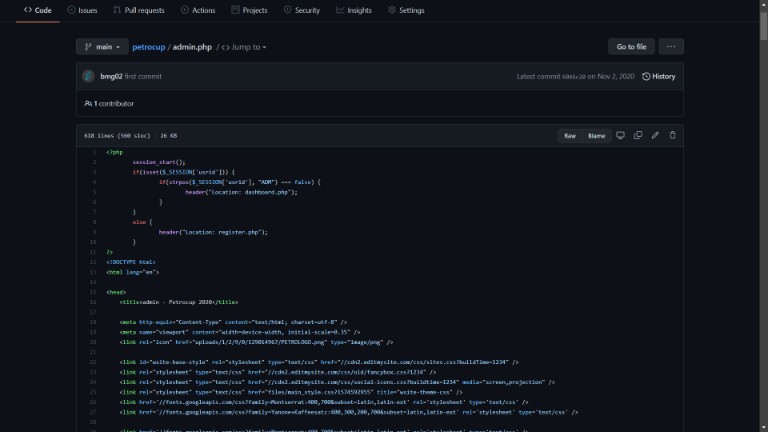 Code Issues Pull requests Actions Projects Security Insights Settings
main petrocup / admin.php / Jump to Go to file ...
bmg02 first commit Latest commit on Nov 2, 2020 History
1 contributor
618 lines (560 sloc) 26 KB Raw Blame
1 <?php
2 session_start();
3 if(isset($_SESSION['usrid'])) {
4 if(strpos($_SESSION['usrid'], "ADM") === false) {
5 header("Location: dashboard.php");
6 }
7 }
8 else {
9 header("Location: register.php");
10 }
11 ?>
12 <!DOCTYPE html>
13 <html lang="en">
14
15 <head>
16 <title>admin - Petrocup 2020</title>
17
18 <meta http-equiv="Content-Type" content="text/html; charset=utf-8" />
19 <meta name="viewport" content="width=device-width, initial-scale=0.35" />
20 <link rel="icon" href="uploads/1/2/9/0/129014967/PETROLOGO.png" type="image/png" />
21
22 <link id="wsite-base-style" rel="stylesheet" type="text/css" href="//cdn2.editmysite.com/css/sites.css?buildTime=1234" />
23 <link rel="stylesheet" type="text/css" href="//cdn2.editmysite.com/css/old/fancybox.css?1234" />
24 <link rel="stylesheet" type="text/css" href="//cdn2.editmysite.com/css/social-icons.css?buildtime=1234" media="screen,projection" />
25 <link rel="stylesheet" type="text/css" href="files/main_style.css?1574592955" title="wsite-theme-css" />
26 <link href='//fonts.googleapis.com/css?family=Montserrat:400,700&subset=latin,latin-ext' rel='stylesheet' type='text/css' />
27 <link href='//fonts.googleapis.com/css?family=Yanone+Kaffeesatz:400,300,200,700&subset=latin,latin-ext' rel='stylesheet' type='text/css' />
28